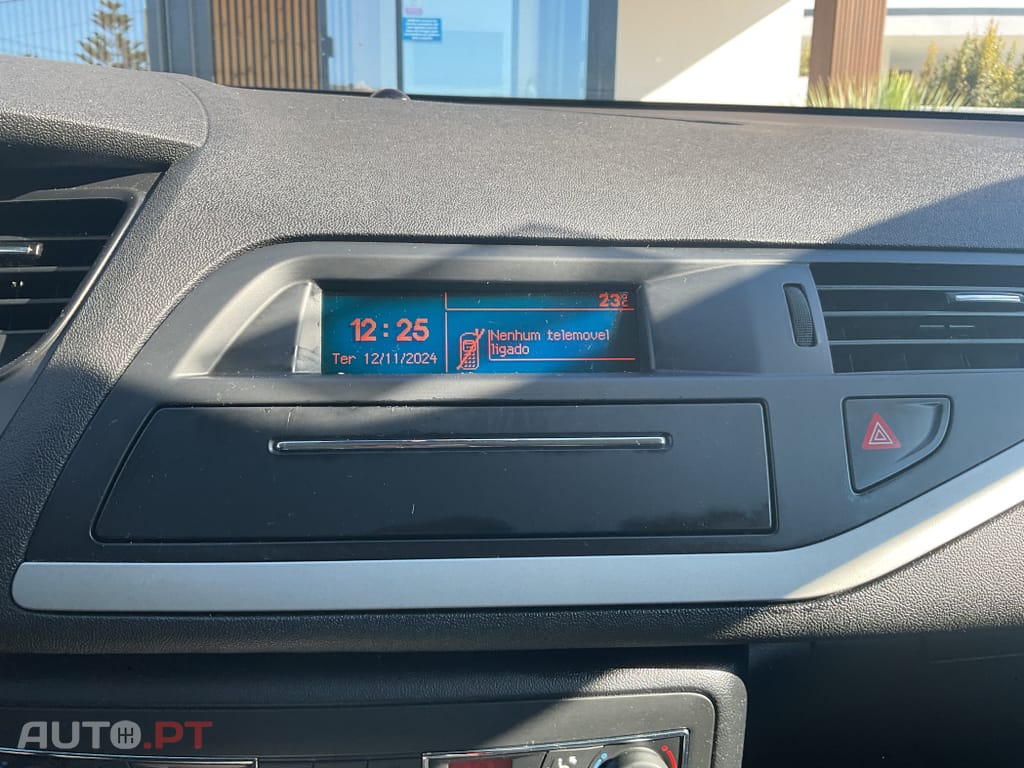 23°C
12:25
Nenhum telemovel
ligado
Ter 12/11/2024
AUTO.PT